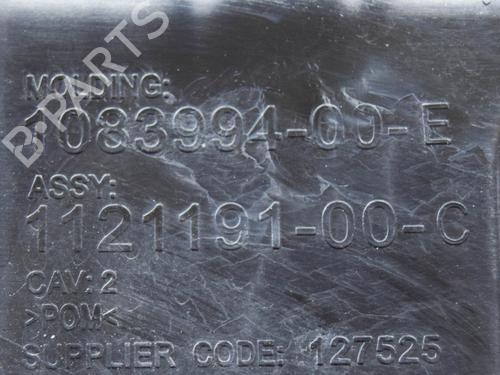 B-PARTS
MOLDING:
1083994-00-E
ASSY:
1121191-00-C
CAV: 2
>POM<
SUPPLIER CODE: 127525